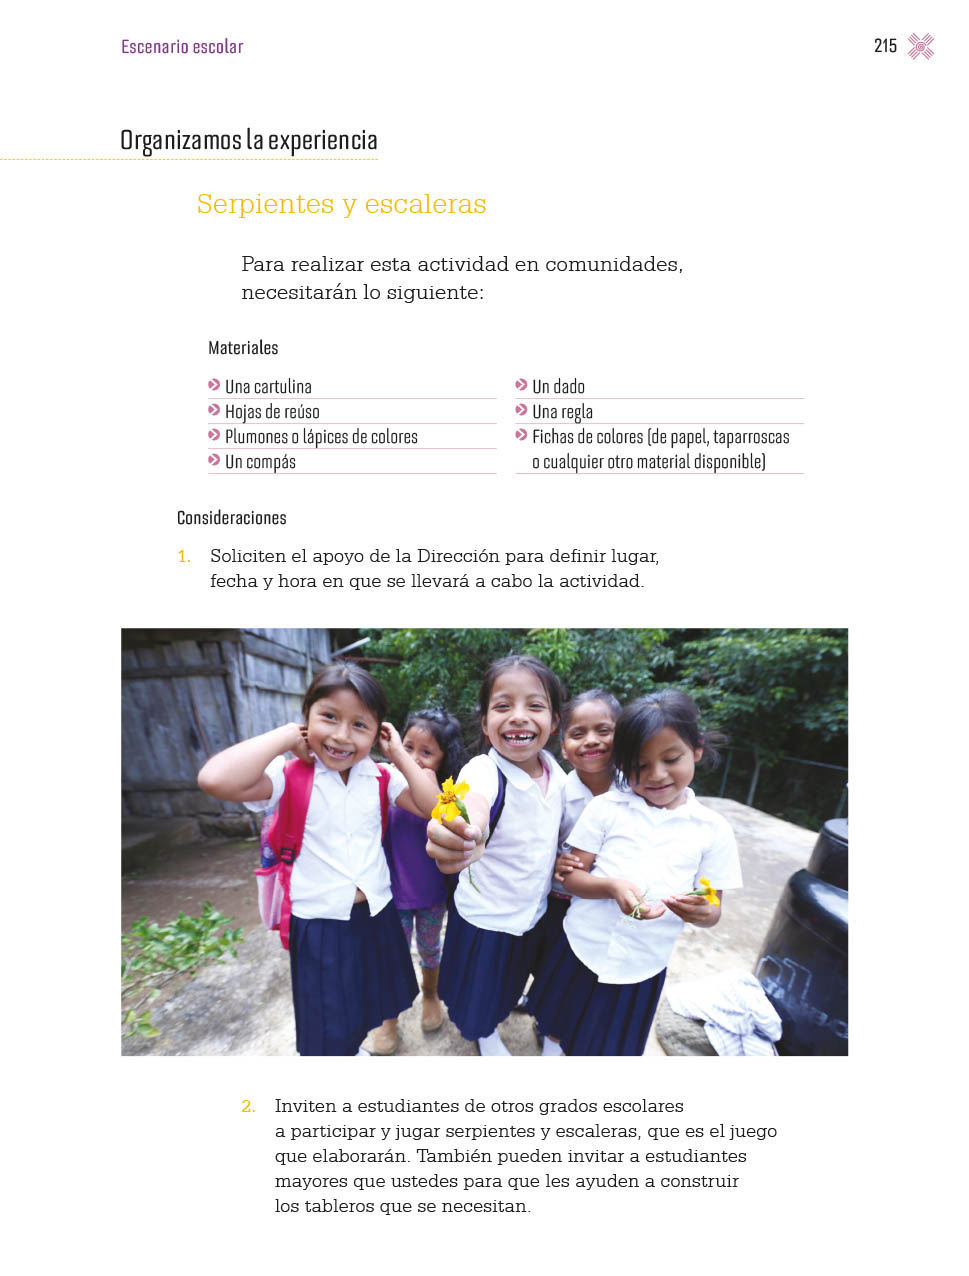 Escenario escolar
215
Organizamos la experiencia
Serpientes y escaleras
Para realizar esta actividad en comunidades,
necesitarán lo siguiente:
Materiales
Una cartulina
Hojas de reúso
Plumones o lápices de colores
Un compás
Un dado
Una regla
Fichas de colores (de papel, taparroscas
o cualquier otro material disponible)
Consideraciones
1. Soliciten el apoyo de la Dirección para definir lugar,
fecha y hora en que se llevará a cabo la actividad.
2. Inviten a estudiantes de otros grados escolares
a participar y jugar serpientes y escaleras, que es el juego
que elaborarán. También pueden invitar a estudiantes
mayores que ustedes para que les ayuden a construir
los tableros que se necesitan.